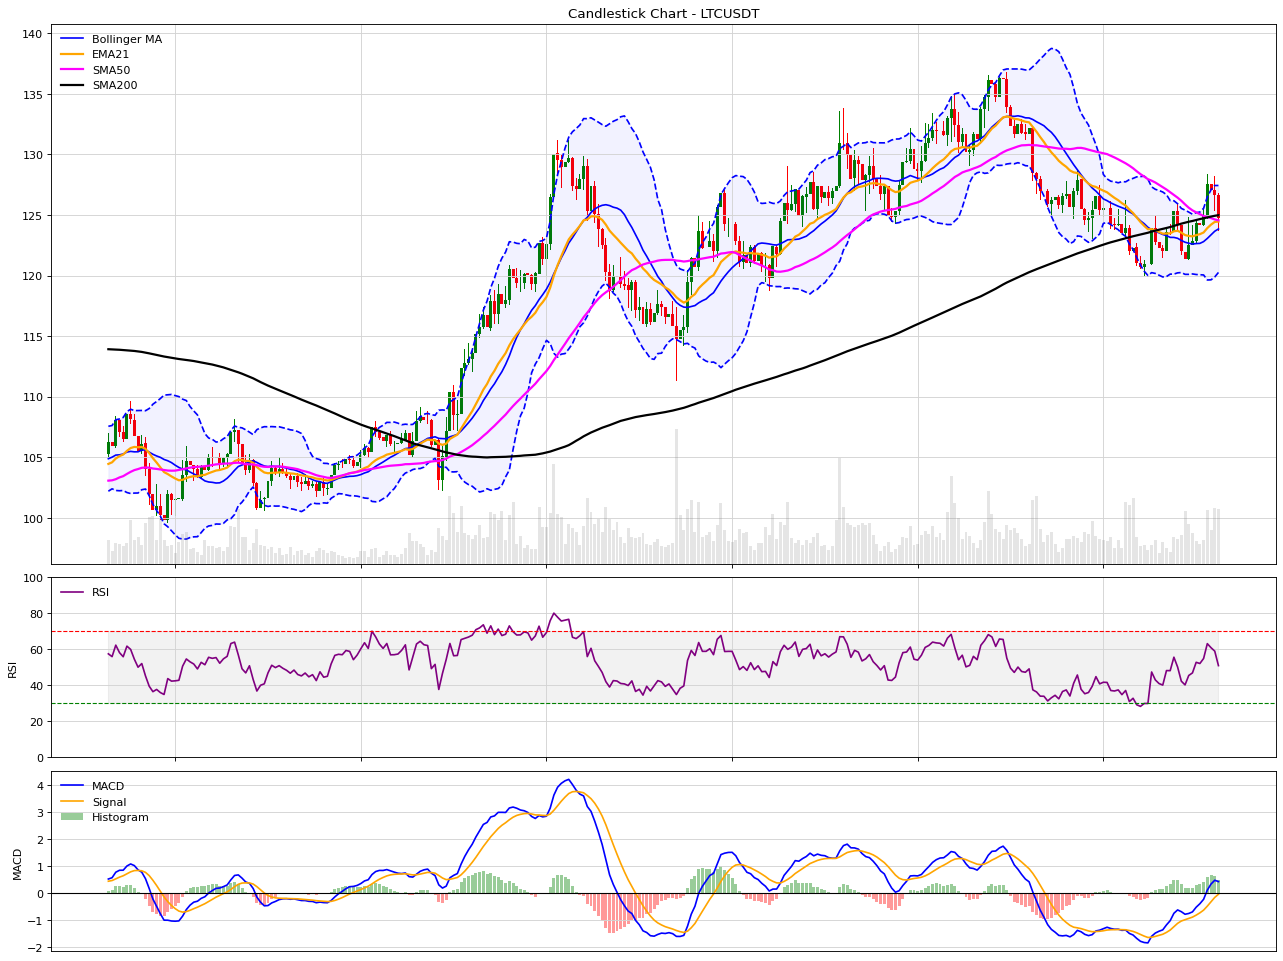 Candlestick Chart - LTCUSDT
Bollinger MA
EMA21
SMA50
SMA200
140
135
130
125
120
115
110
105
100
RSI
100
80
60
40
20
0
RSI
MACD
Signal
Histogram
4
3
2
1
0
−1
−2
MACD